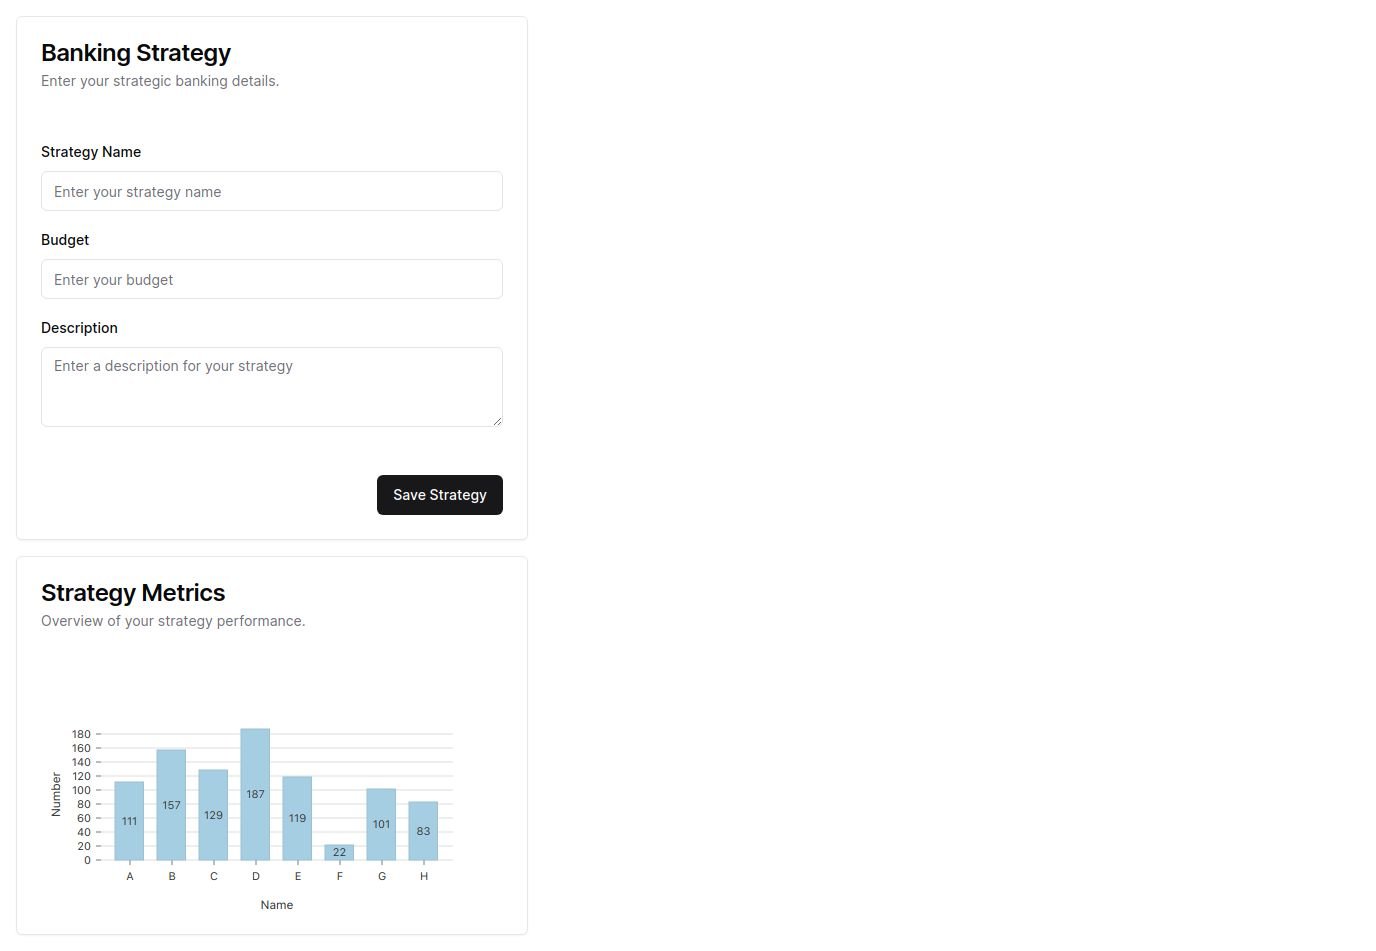 Banking Strategy
Enter your strategic banking details.
Strategy Name
Enter your strategy name
Budget
Enter your budget
Description
Enter a description for your strategy
Save Strategy
Strategy Metrics
Overview of your strategy performance.
180
160
140
120
100
80
60
40
20
0
Number
111
157
129
187
119
22
101
83
A B C D E F G H
Name